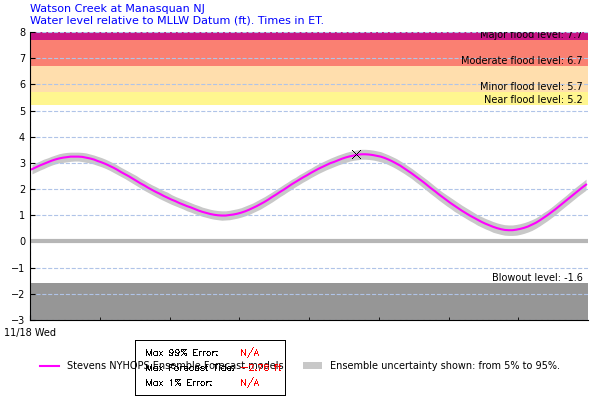 Watson Creek at Manasquan NJ
Water level relative to MLLW Datum (ft). Times in ET.
8
Major flood level: 7.7
7
Moderate flood level: 6.7
6
Minor flood level: 5.7
Near flood level: 5.2
5
4
3
2
1
0
−1
Blowout level: -1.6
−2
−3
11/18 Wed
Max 99% Error: N/A
Stevens NYHOPS Ensemble Forecast models
Max Forecast Tide:
Ensemble uncertainty shown: from 5% to 95%.
Max 1% Error: N/A